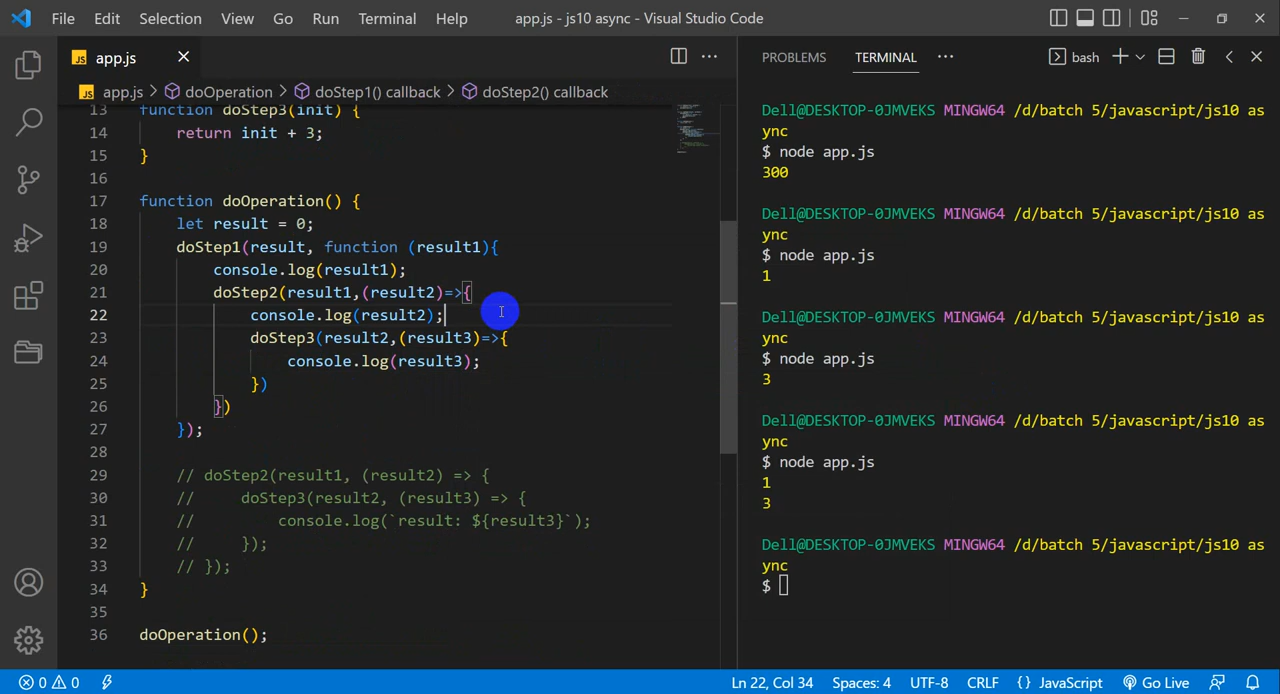 File Edit Selection View Go Run Terminal Help app.js - js10 async - Visual Studio Code
JS app.js
JS app.js > doOperation > doStep1() callback > doStep2() callback
13 function doStep3(init) {
14 return init + 3;
15 }
16
17 function doOperation() {
18 let result = 0;
19 doStep1(result, function (result1){
20 console.log(result1);
21 doStep2(result1,(result2)=>{
22 console.log(result2);
23 doStep3(result2,(result3)=>{
24 console.log(result3);
25 })
26 })
27 });
28
29 // doStep2(result1, (result2) => {
30 // doStep3(result2, (result3) => {
31 // console.log(`result: ${result3}`);
32 // });
33 // });
34 }
35
36 doOperation();
PROBLEMS TERMINAL ··· bash
Dell@DESKTOP-0JMVEKS MINGW64 /d/batch 5/javascript/js10 as
ync
$ node app.js
300
Dell@DESKTOP-0JMVEKS MINGW64 /d/batch 5/javascript/js10 as
ync
$ node app.js
1
Dell@DESKTOP-0JMVEKS MINGW64 /d/batch 5/javascript/js10 as
ync
$ node app.js
3
Dell@DESKTOP-0JMVEKS MINGW64 /d/batch 5/javascript/js10 as
ync
$ node app.js
1
3
Dell@DESKTOP-0JMVEKS MINGW64 /d/batch 5/javascript/js10 as
ync
$
0 0 Ln 22, Col 34 Spaces: 4 UTF-8 CRLF {} JavaScript Go Live